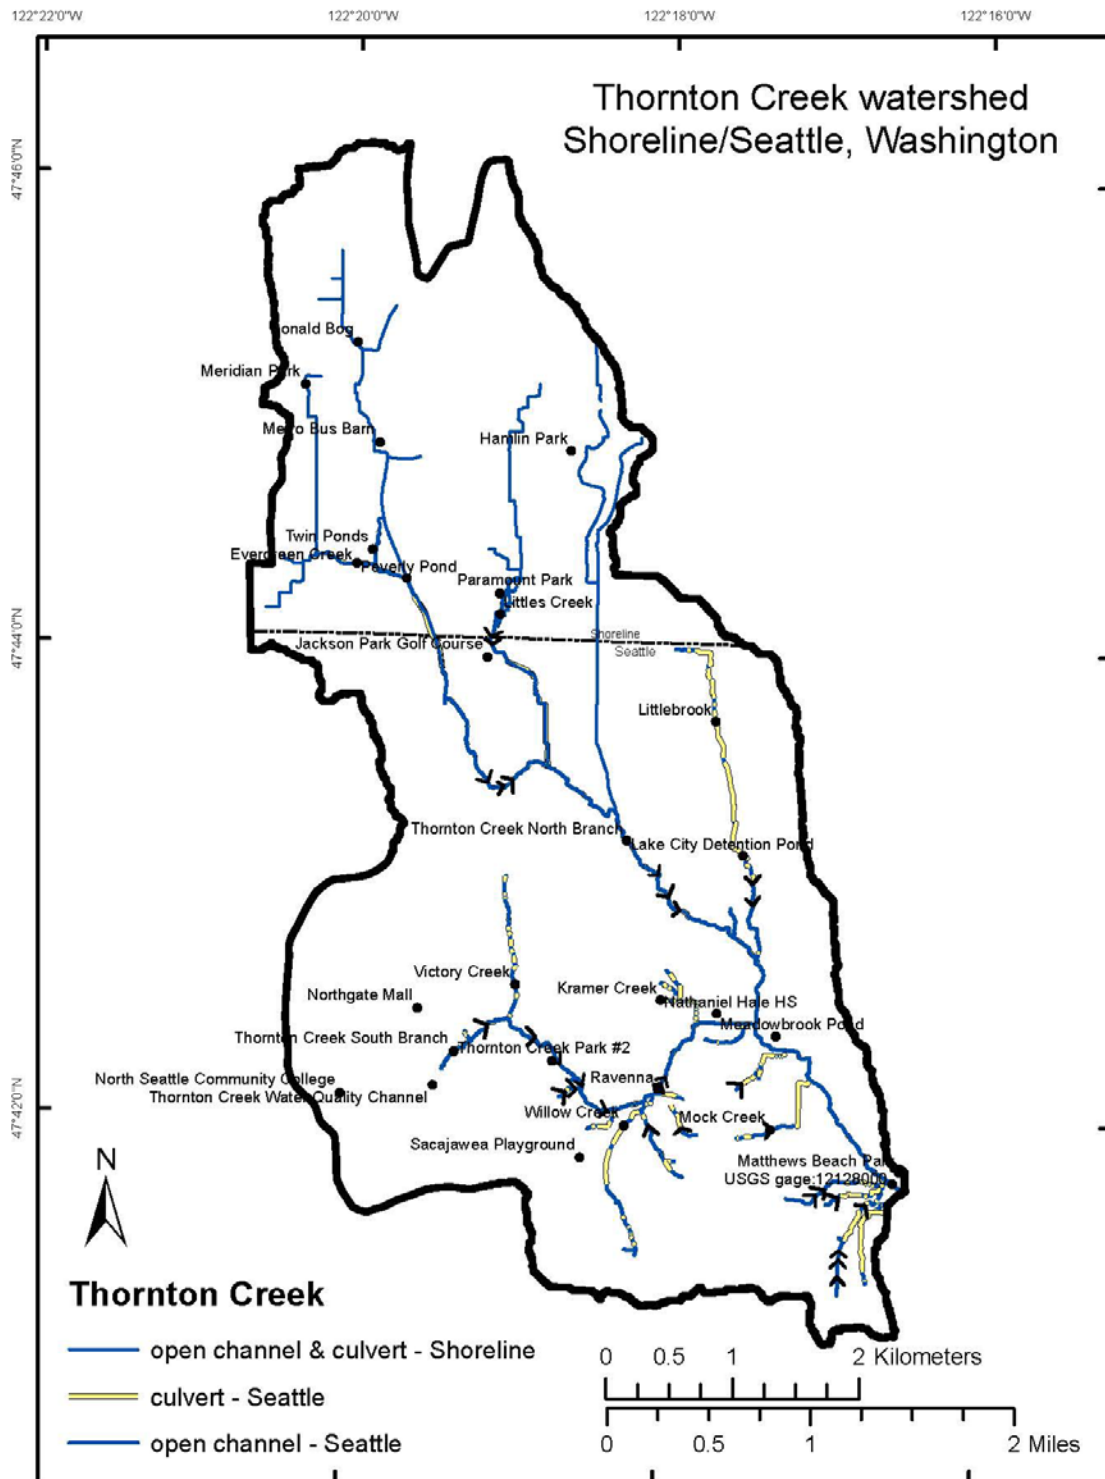 122°22'0"W 122°20'0"W 122°18'0"W 122°16'0"W
Thornton Creek watershed
Shoreline/Seattle, Washington
47°46'0"N
onald Bog
Meridian Park
Metro Bus Barn
Hamlin Park
Twin Ponds
Evergreen Creek
Peverly Pond
Paramount Park
Littles Creek
47°44'0"N
Shoreline
Jackson Park Golf Course
Seattle
Littlebrook
Thornton Creek North Branch
Lake City Detention Pond
Victory Creek
Kramer Creek
Northgate Mall
Nathaniel Hale HS
Meadowbrook Pond
Thornton Creek South Branch
Thornton Creek Park #2
Ravenna
North Seattle Community College
Thornton Creek Water Quality Channel
47°42'0"N
Willow Creek
Mock Creek
Sacajawea Playground
Matthews Beach Park
USGS gage:12128000
N
Thornton Creek
open channel & culvert - Shoreline
culvert - Seattle
open channel - Seattle
0 0.5 1 2 Kilometers
0 0.5 1 2 Miles